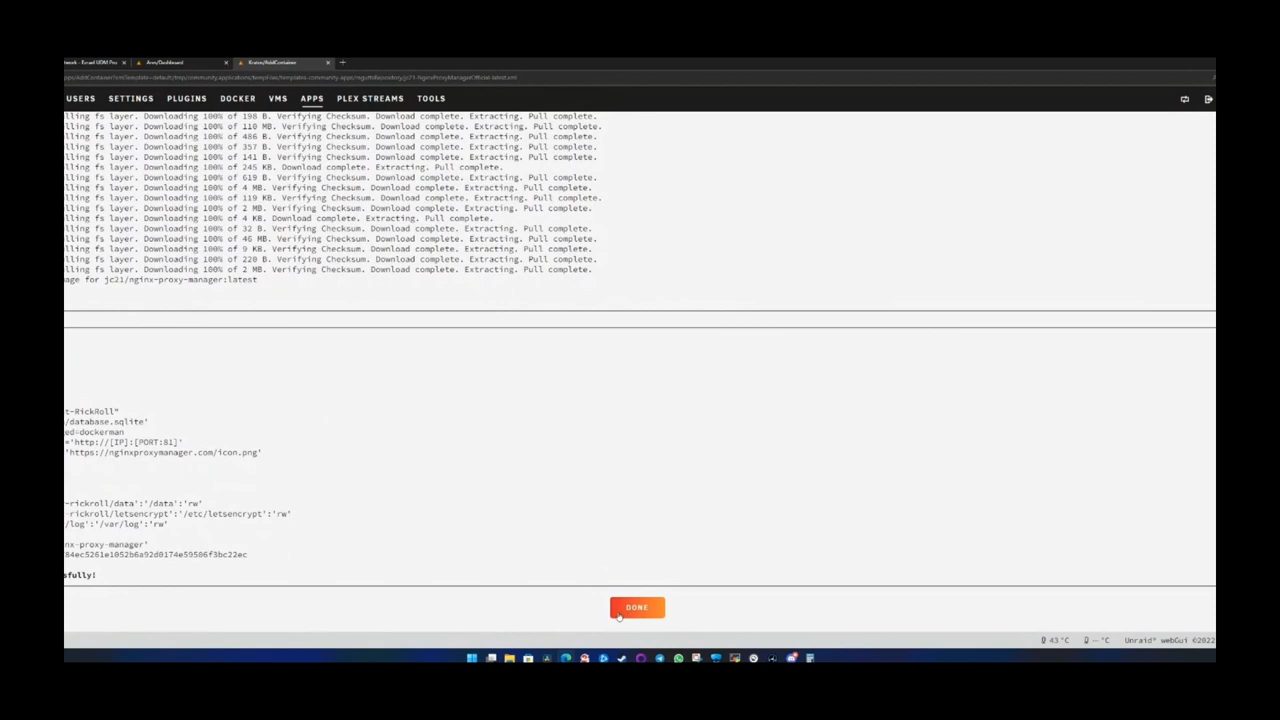 Ann/Dashboard
Kratos/AddContainer
USERS SETTINGS PLUGINS DOCKER VMS APPS PLEX STREAMS TOOLS
lling fs layer. Downloading 100% of 198 B. Verifying Checksum. Download complete. Extracting. Pull complete.
lling fs layer. Downloading 100% of 110 MB. Verifying Checksum. Download complete. Extracting. Pull complete.
lling fs layer. Downloading 100% of 486 B. Verifying Checksum. Download complete. Extracting. Pull complete.
lling fs layer. Downloading 100% of 357 B. Verifying Checksum. Download complete. Extracting. Pull complete.
lling fs layer. Downloading 100% of 141 B. Verifying Checksum. Download complete. Extracting. Pull complete.
lling fs layer. Downloading 100% of 245 KB. Download complete. Extracting. Pull complete.
lling fs layer. Downloading 100% of 619 B. Verifying Checksum. Download complete. Extracting. Pull complete.
lling fs layer. Downloading 100% of 4 MB. Verifying Checksum. Download complete. Extracting. Pull complete.
lling fs layer. Downloading 100% of 119 KB. Verifying Checksum. Download complete. Extracting. Pull complete.
lling fs layer. Downloading 100% of 2 MB. Verifying Checksum. Download complete. Extracting. Pull complete.
lling fs layer. Downloading 100% of 4 KB. Download complete. Extracting. Pull complete.
lling fs layer. Downloading 100% of 32 B. Verifying Checksum. Download complete. Extracting. Pull complete.
lling fs layer. Downloading 100% of 46 MB. Verifying Checksum. Download complete. Extracting. Pull complete.
lling fs layer. Downloading 100% of 9 KB. Verifying Checksum. Download complete. Extracting. Pull complete.
lling fs layer. Downloading 100% of 220 B. Verifying Checksum. Download complete. Extracting. Pull complete.
lling fs layer. Downloading 100% of 2 MB. Verifying Checksum. Download complete. Extracting. Pull complete.
age for jc21/nginx-proxy-manager:latest
t-RickRoll"
/database.sqlite'
ed=dockerman
='http://[IP]:[PORT:81]'
'https://nginxproxymanager.com/icon.png'
-rickroll/data':'/data':'rw'
-rickroll/letsencrypt':'/etc/letsencrypt':'rw'
/log':'/var/log':'rw'
nx-proxy-manager'
84ec5261e1052b6a92d0174e59506f3bc22ec
sfully!
DONE
43 °C -- °C Unraid® webGui ©2022